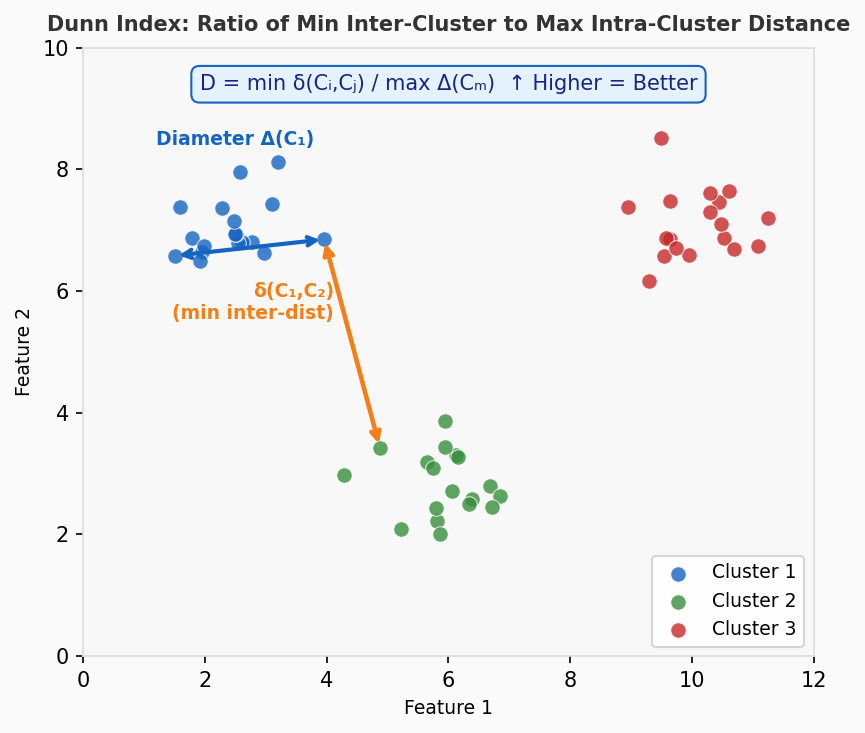 Dunn Index: Ratio of Min Inter-Cluster to Max Intra-Cluster Distance
D = min δ(Cᵢ,Cⱼ) / max Δ(Cₘ)  ↑ Higher = Better
Diameter Δ(C₁)
δ(C₁,C₂)
(min inter-dist)
Feature 2
10
8
6
4
2
0
0 2 4 6 8 10 12
Feature 1
Cluster 1
Cluster 2
Cluster 3